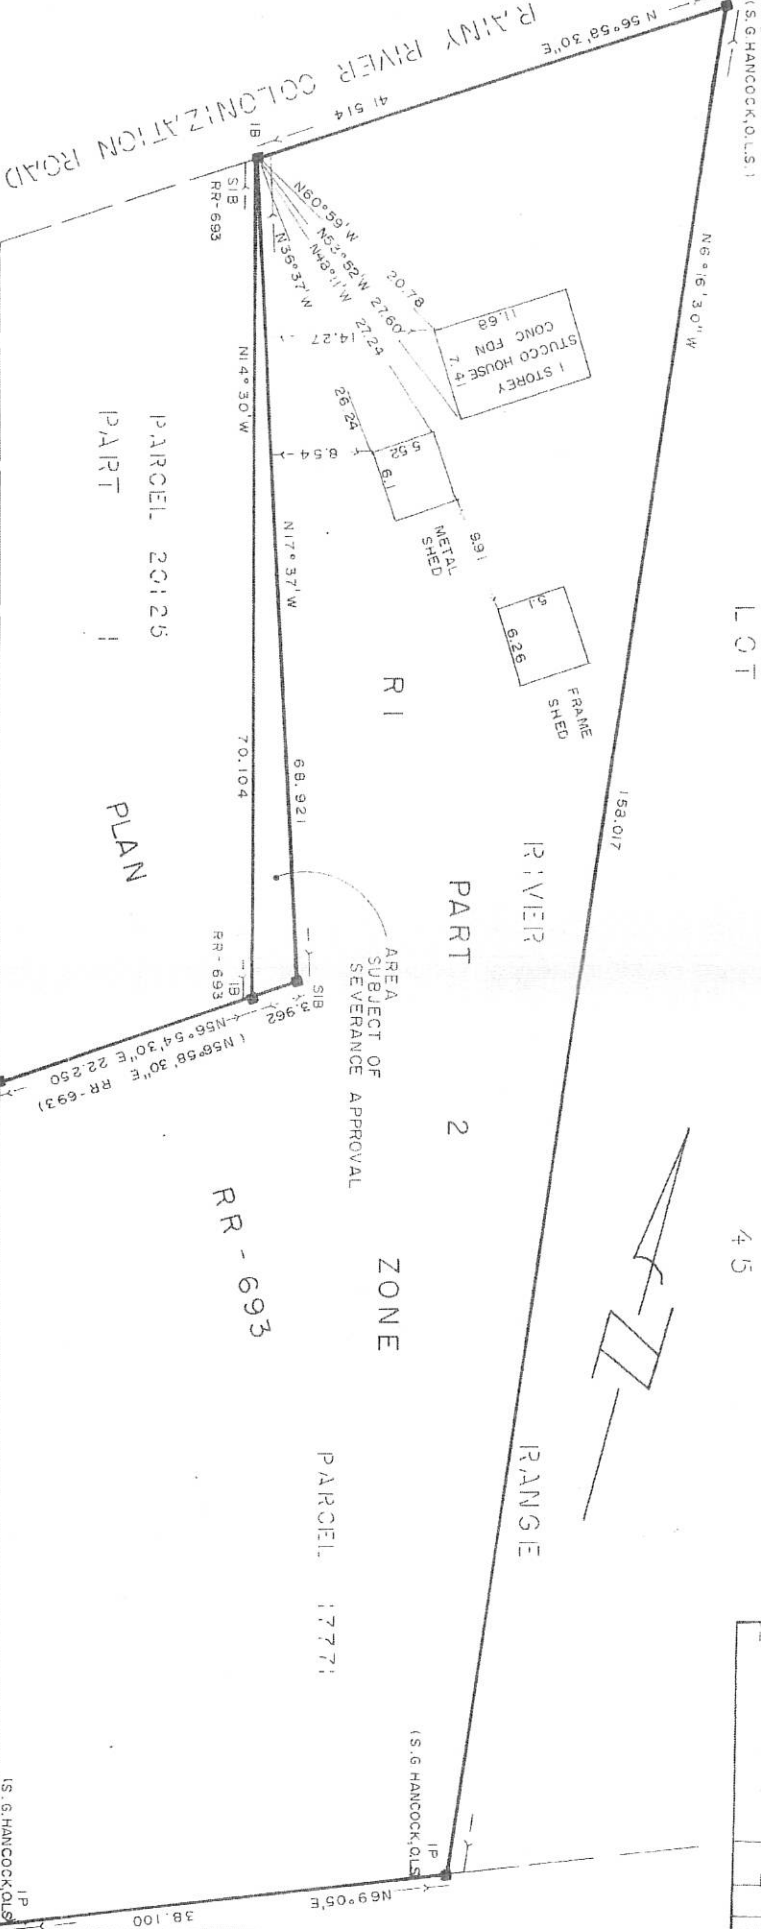 (S.G.HANCOCK,O.L.S.)
N 56°58'30"E
RAINY RIVER COLONIZATION ROAD
41.514
IB
SIB
RR-693
N60°59'W
N53°52'W
N48°11'W
N36°37'W
20.78
27.60
27.24
26.24
14.27
8.54
1 STOREY
STUCCO HOUSE
CONC FDN
11.68
7.41
METAL
SHED
5.52
6.1
9.91
FRAME
SHED
5.1
6.26
N6°16'30"W
158.017
LOT
45
N14°30'W
70.104
N17°37'W
68.921
PARCEL 20126
PART 1
PLAN
RR-693
R1
ZONE
RIVER
RANGE
PART 2
AREA
SUBJECT OF
SEVERANCE APPROVAL
SIB
IB
RR-693
3.962
N56°54'30"E 22.250
(N56°58'30"E RR-693)
PARCEL 17771
IP
(S.G.HANCOCK,O.L.S
N69°05'E
38.100
IP
(S.G.HANCOCK,O.L.S